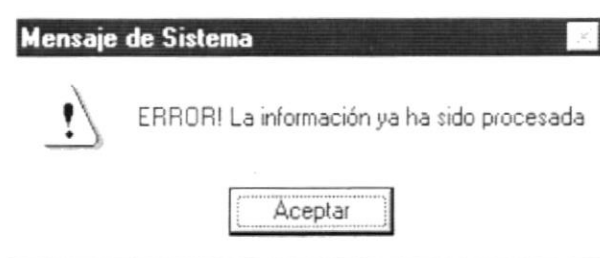 Mensaje de Sistema
ERROR! La información ya ha sido procesada
Aceptar